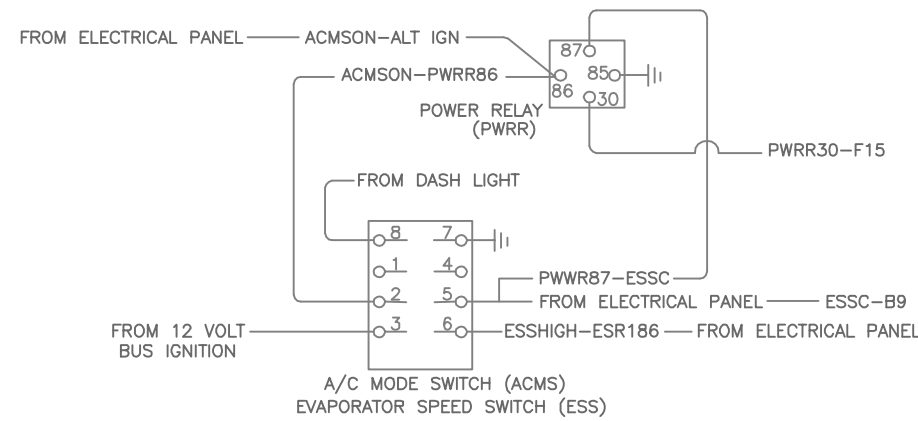 FROM ELECTRICAL PANEL ACMSON-ALT IGN
87
85
ACMSON-PWRR86
86
30
POWER RELAY
(PWRR)
PWRR30-F15
FROM DASH LIGHT
8 7
1 4
PWWR87-ESSC
2 5 FROM ELECTRICAL PANEL ESSC-B9
FROM 12 VOLT 3 6 ESSHIGH-ESR186 FROM ELECTRICAL PANEL
BUS IGNITION
A/C MODE SWITCH (ACMS)
EVAPORATOR SPEED SWITCH (ESS)